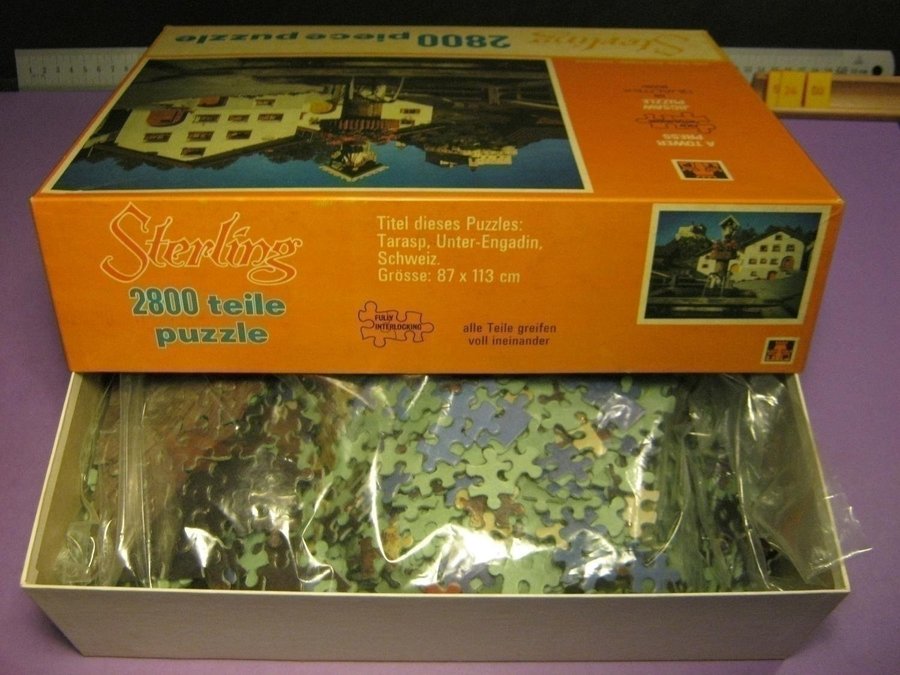 Sterling
2800 piece puzzle
A TOWER
PRESS
JIGSAW
PUZZLE
Sterling
2800 teile
puzzle
Titel dieses Puzzles:
Tarasp, Unter-Engadin,
Schweiz.
Grösse: 87 x 113 cm
FULLY
INTERLOCKING
alle Teile greifen
voll ineinander